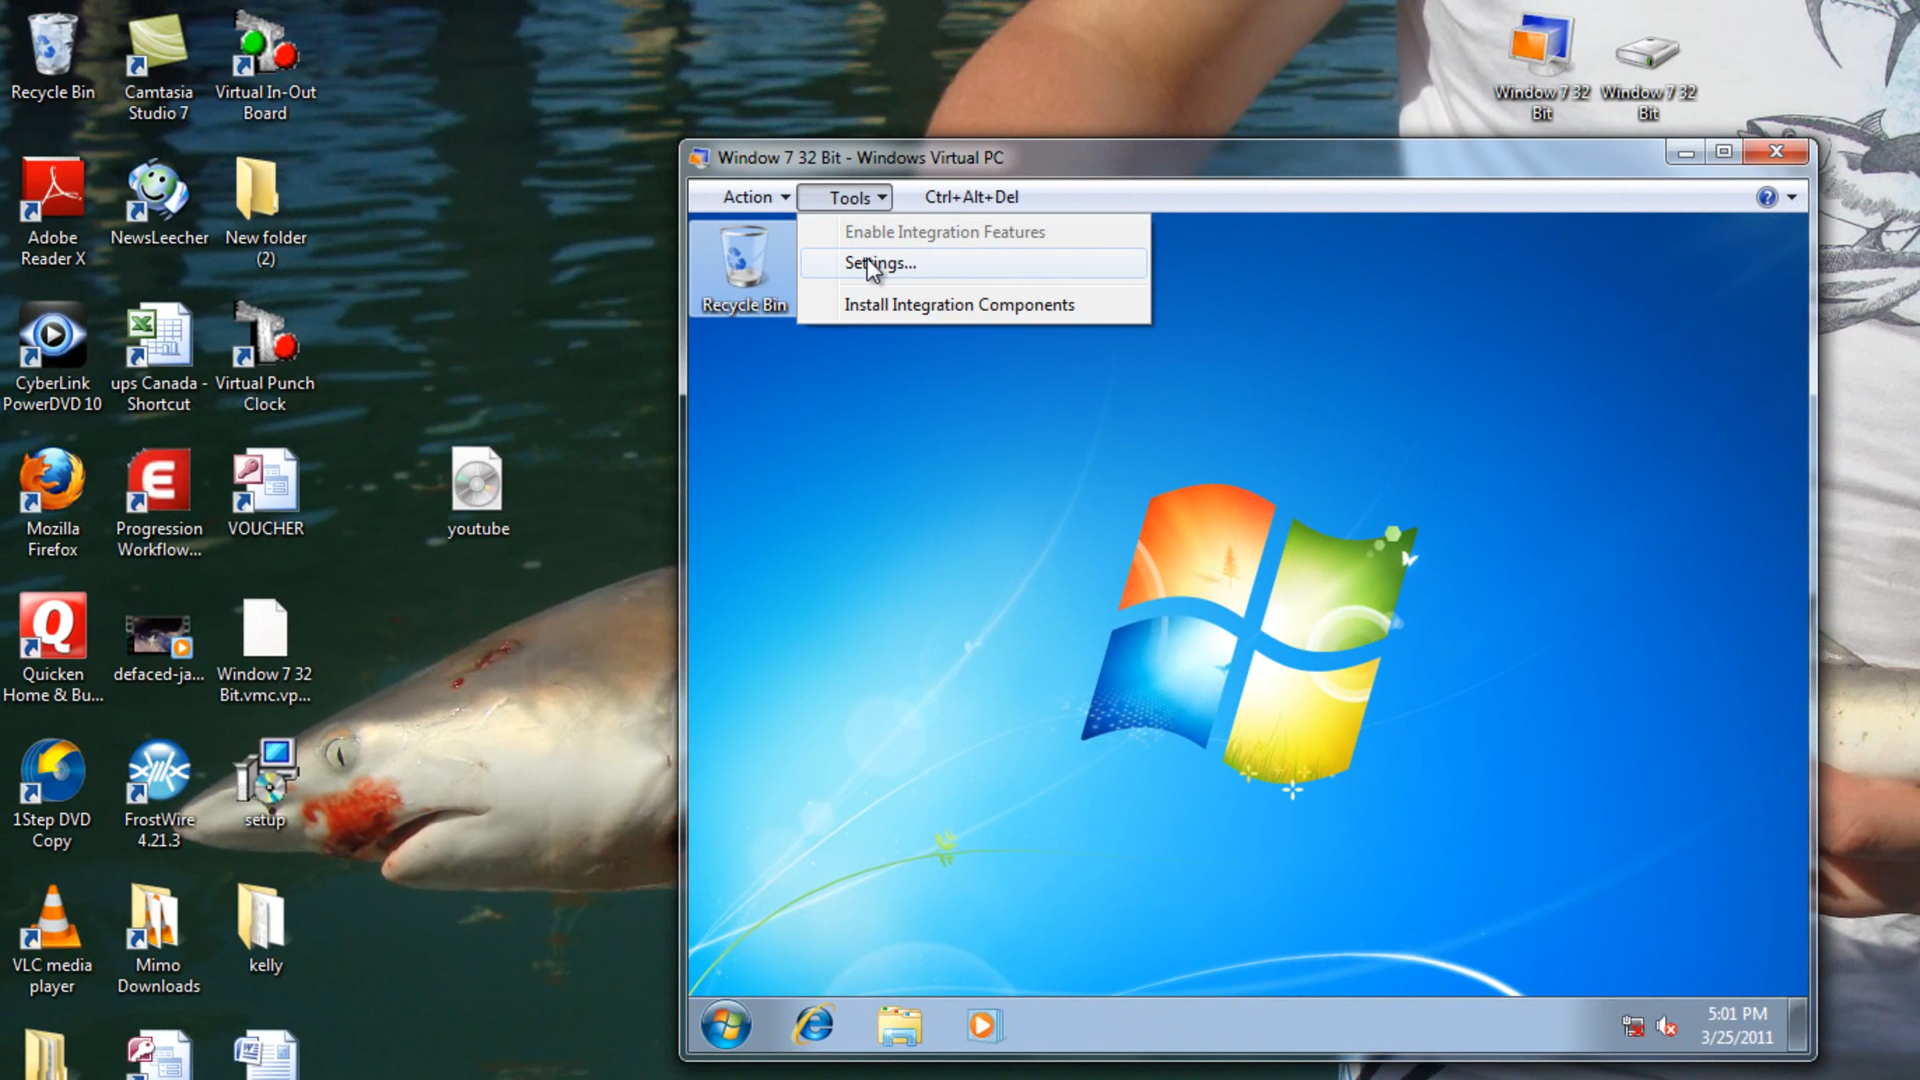 Recycle Bin
Camtasia
Studio 7
Virtual In-Out
Board
Window 7 32
Bit
Window 7 32
Bit
Adobe
Reader X
NewsLeecher
New folder
(2)
CyberLink
PowerDVD 10
ups Canada -
Shortcut
Virtual Punch
Clock
Mozilla
Firefox
Progression
Workflow...
VOUCHER
youtube
Quicken
Home & Bu...
defaced-ja...
Window 7 32
Bit.vmc.vp...
1Step DVD
Copy
FrostWire
4.21.3
setup
VLC media
player
Mimo
Downloads
kelly
Window 7 32 Bit - Windows Virtual PC
Action
Tools
Ctrl+Alt+Del
Enable Integration Features
Settings...
Install Integration Components
Recycle Bin
5:01 PM
3/25/2011